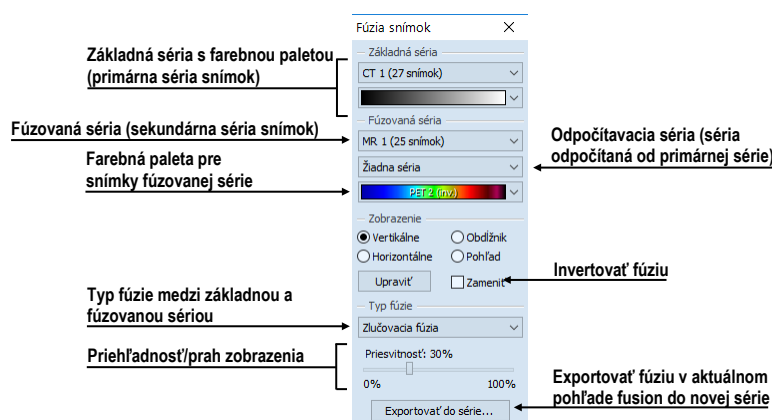 Fúzia snímok
Základná séria s farebnou paletou
(primárna séria snímok)
Základná séria
CT 1 (27 snímok)
Fúzovaná séria (sekundárna séria snímok)
Fúzovaná séria
MR 1 (25 snímok)
Odpočítavacia séria (séria
odpočítaná od primárnej série)
Farebná paleta pre
snímky fúzovanej série
Žiadna séria
PET 2 (inv.)
Zobrazenie
Vertikálne
Obdĺžnik
Horizontálne
Pohľad
Upraviť
Zameniť
Invertovať fúziu
Typ fúzie medzi základnou a
fúzovanou sériou
Typ fúzie
Zlučovacia fúzia
Priehľadnosť/prah zobrazenia
Priesvitnosť: 30%
0%
100%
Exportovať do série...
Exportovať fúziu v aktuálnom
pohľade fusion do novej série